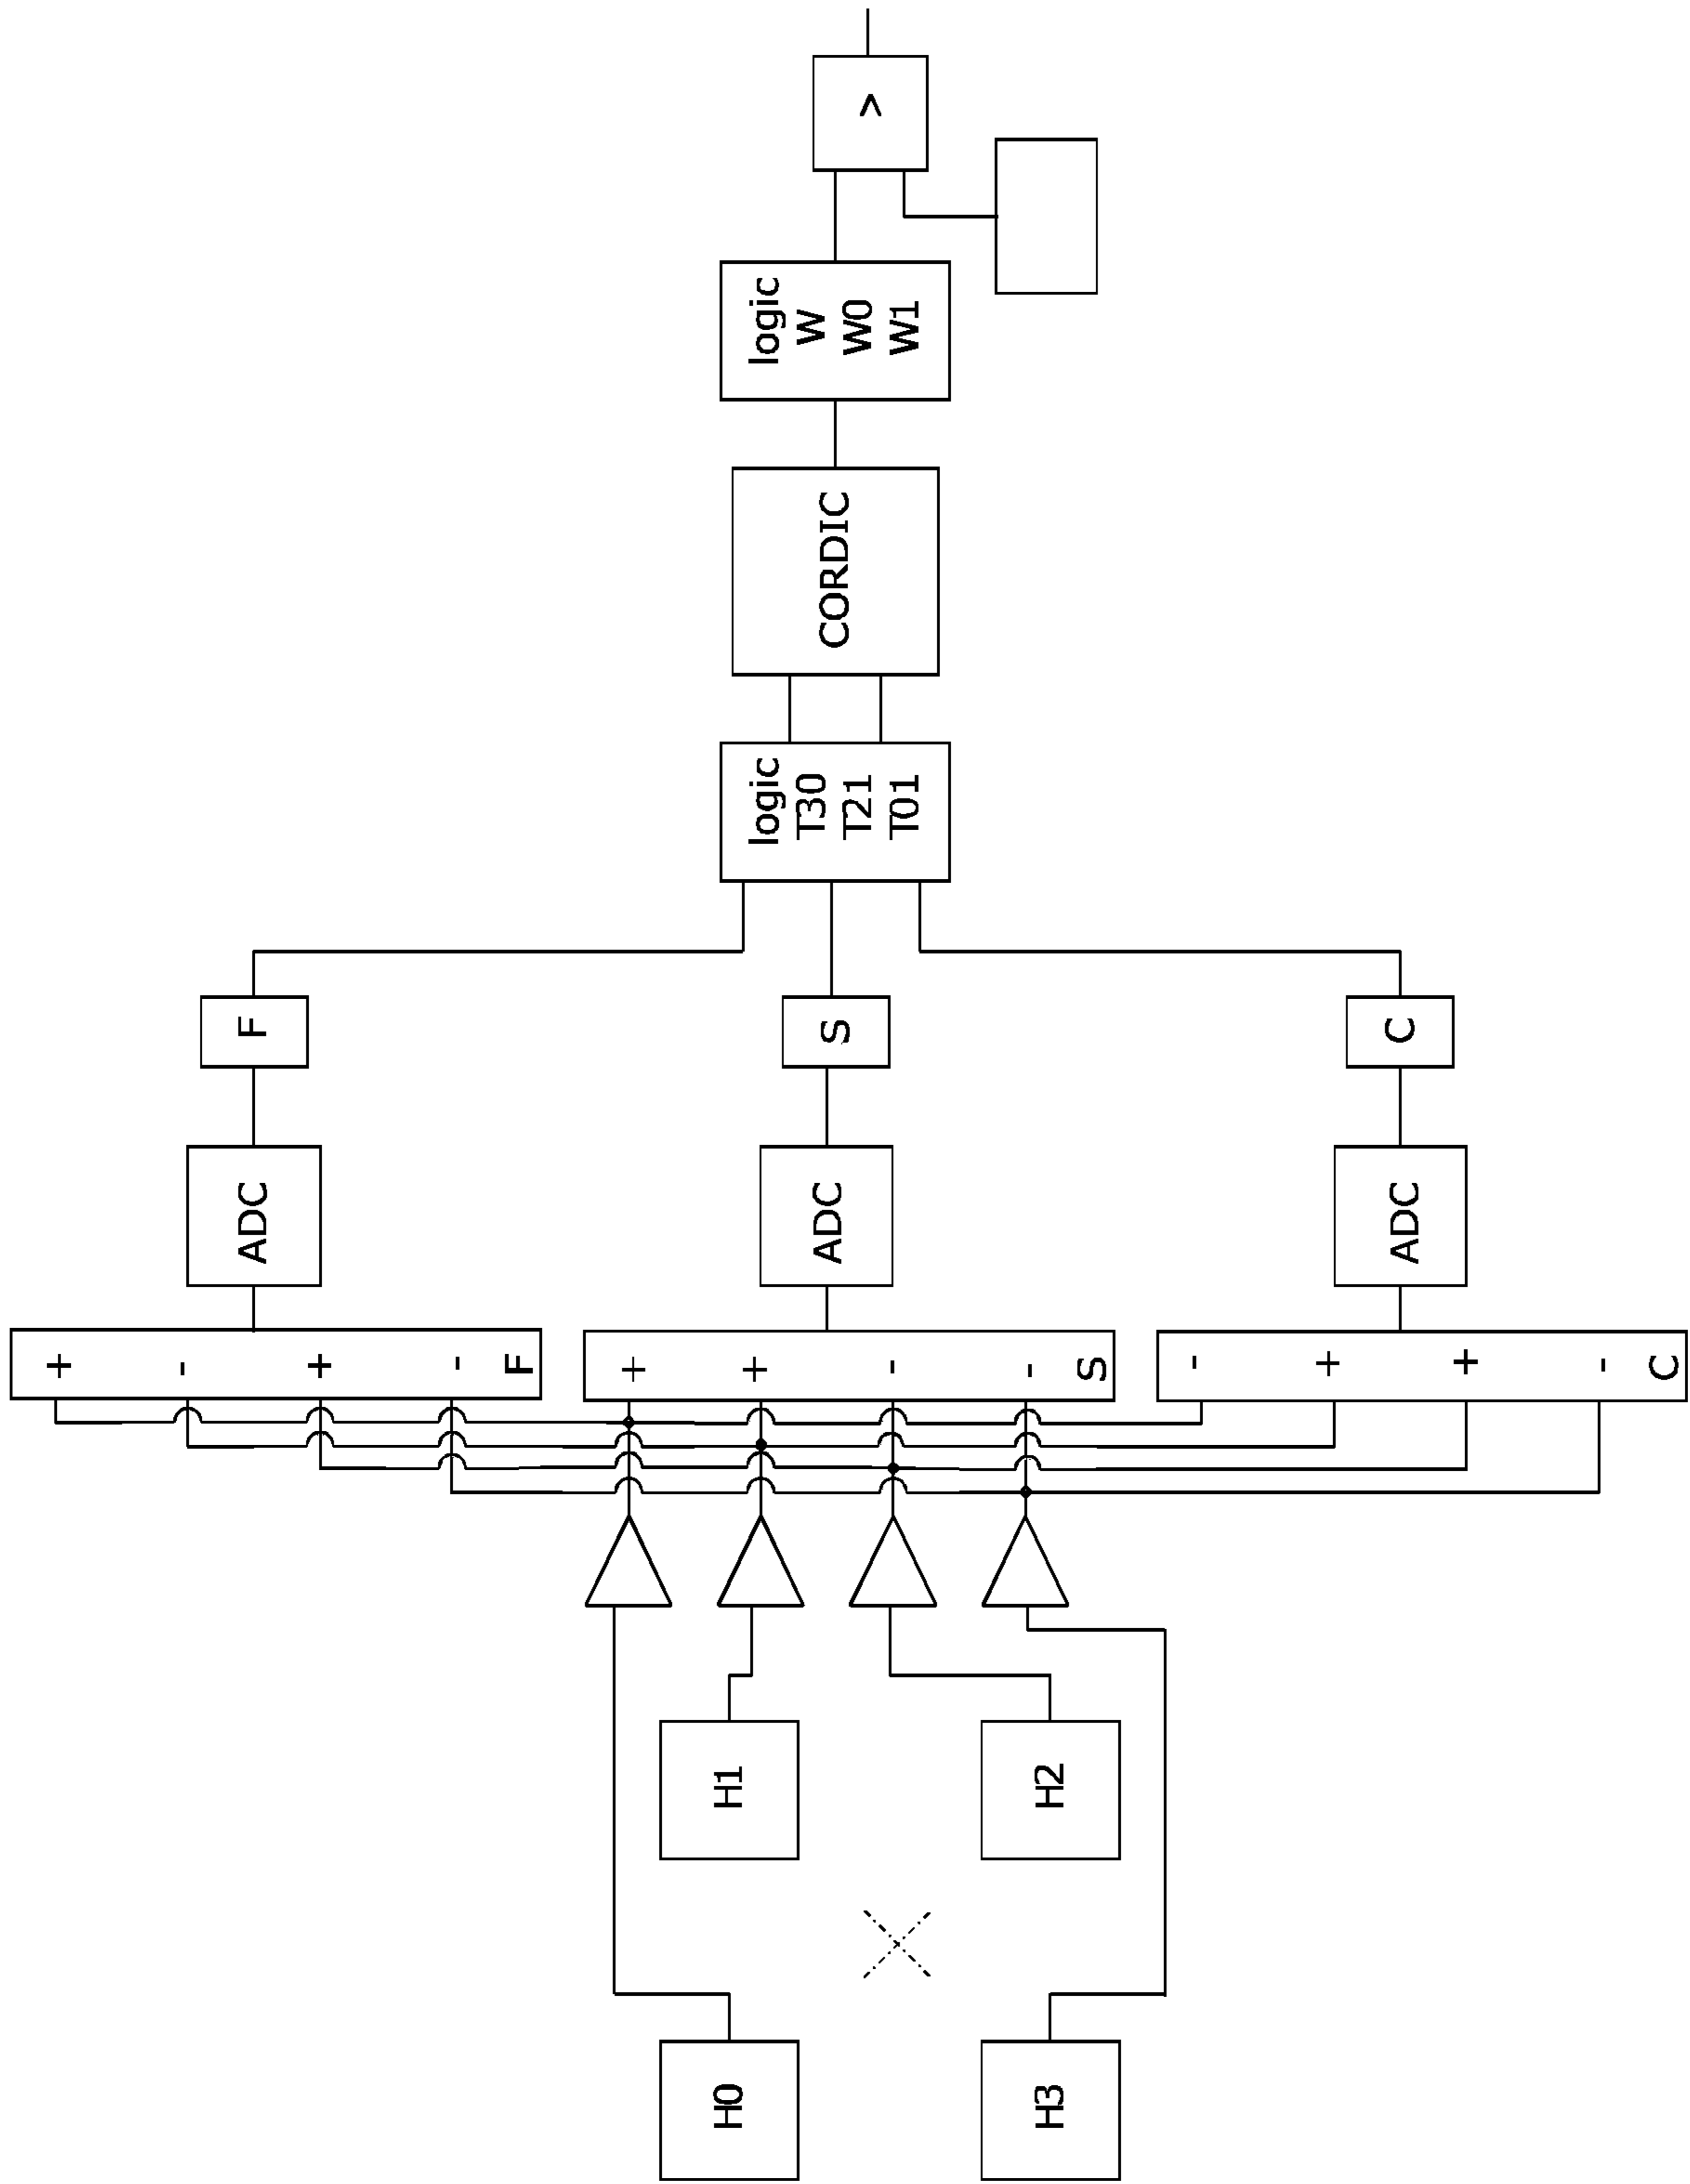 H0
H3
H1
H2
+
-
+
-
F
+
+
-
-
S
-
+
+
-
C
ADC
ADC
ADC
F
S
C
logic
T30
T21
T01
CORDIC
logic
W
W0
W1
>